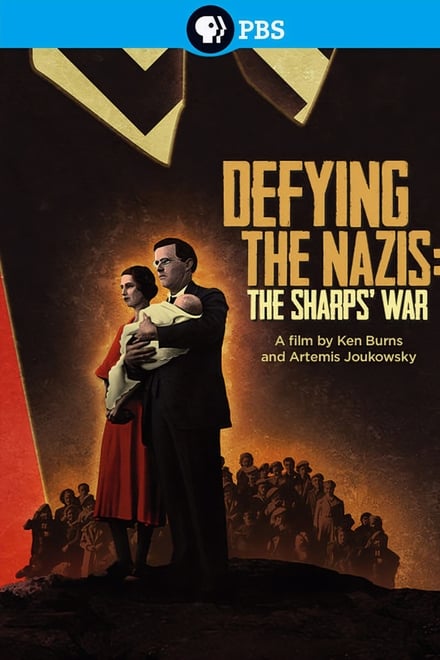 PBS
DEFYING
THE NAZIS:
THE SHARPS' WAR
A film by Ken Burns
and Artemis Joukowsky